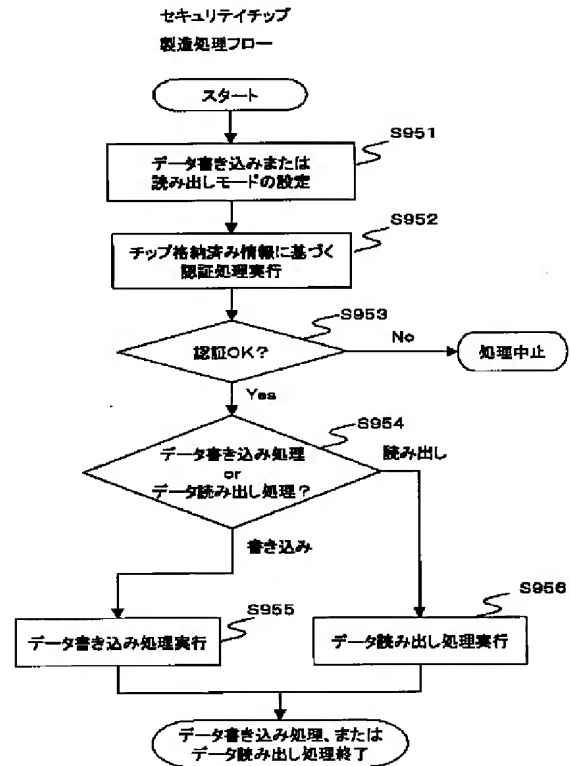 セキュリテイチップ
製造処理フロー
スタート
S951
データ書き込みまたは
読み出しモードの設定
S952
チップ格納済み情報に基づく
認証処理実行
S953
認証OK?
No
処理中止
Yes
S954
データ書き込み処理
or
データ読み出し処理?
読み出し
書き込み
S955
データ書き込み処理実行
S956
データ読み出し処理実行
データ書き込み処理、または
データ読み出し処理終了